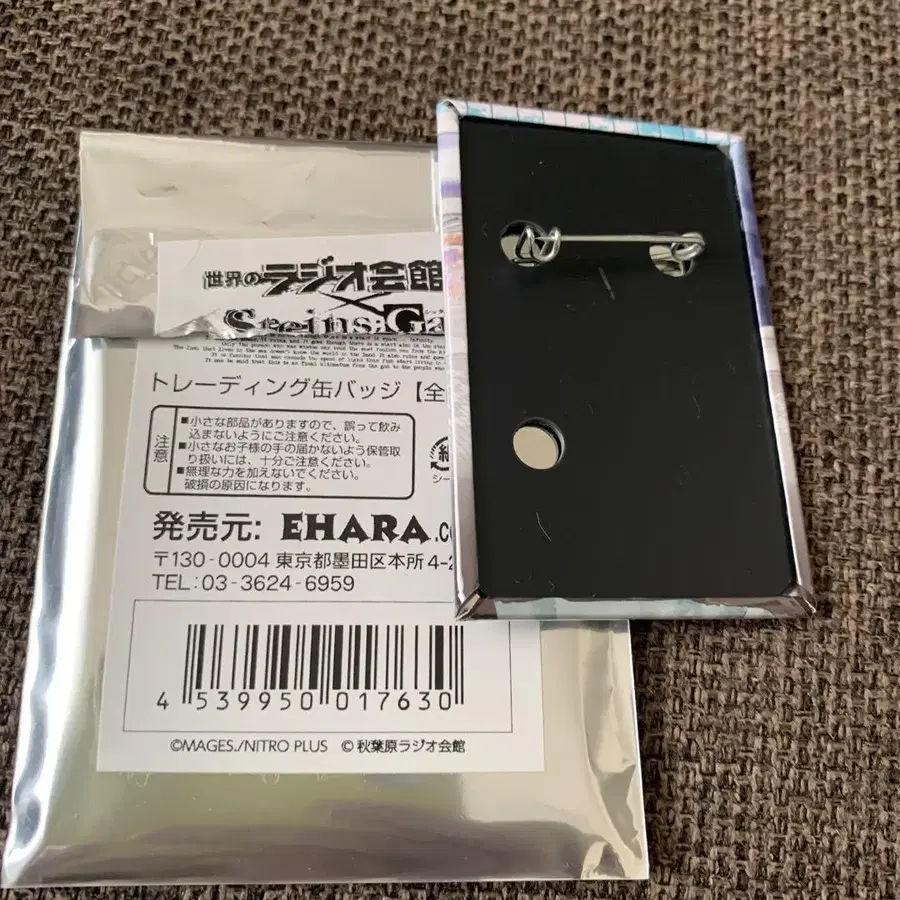 世界のラジオ会館
×
Steins;Ga
トレーディング缶バッジ【全
注意
■小さな部品がありますので、誤って飲み
込まないようにご注意ください。
■小さなお子様の手の届かないよう保管取
り扱いには、十分ご注意ください。
■無理な力を加えないでください。
破損の原因になります。
発売元: EHARA.c
〒130-0004 東京都墨田区本所4-2
TEL:03-3624-6959
4 539950 017630
©MAGES./NITRO PLUS © 秋葉原ラジオ会館